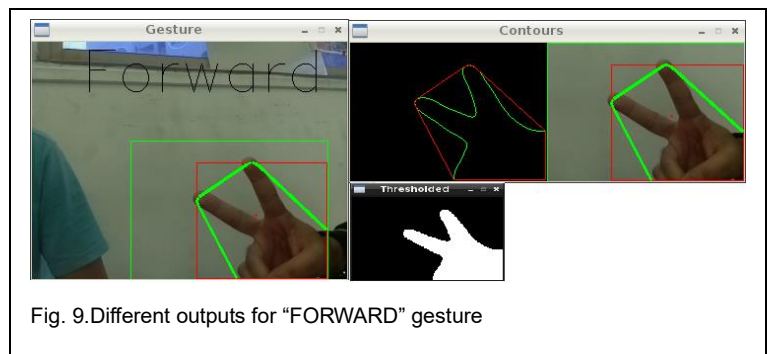 Gesture
Forward
Contours
Thresholded
Fig. 9.Different outputs for “FORWARD” gesture